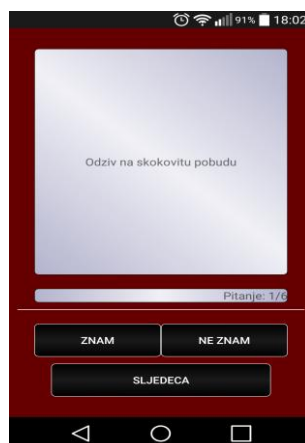 91% 18:02
Odziv na skokovitu pobudu
Pitanje: 1/6
ZNAM NE ZNAM
SLJEDECA